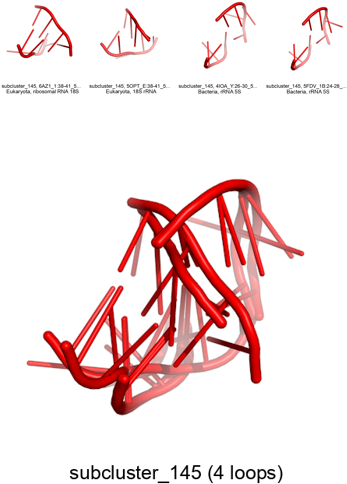 subcluster_145, 6AZ1_1:38-41_5...
Eukaryota, ribosomal RNA 18S
subcluster_145, 5OPT_E:38-41_5...
Eukaryota, 18S rRNA
subcluster_145, 4IOA_Y:26-30_5...
Bacteria, rRNA 5S
subcluster_145, 5FDV_1B:24-28_...
Bacteria, rRNA 5S
subcluster_145 (4 loops)